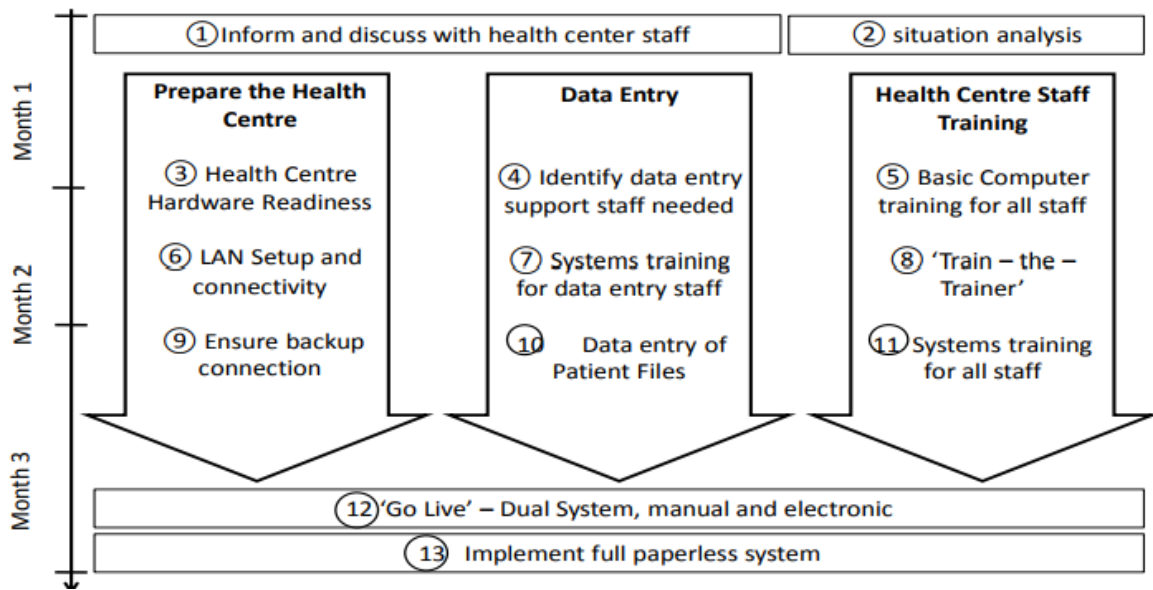 ① Inform and discuss with health center staff
② situation analysis
Month 1
Prepare the Health
Centre
Data Entry
Health Centre Staff
Training
③ Health Centre
Hardware Readiness
④ Identify data entry
support staff needed
⑤ Basic Computer
training for all staff
Month 2
⑥ LAN Setup and
connectivity
⑦ Systems training
for data entry staff
⑧ ‘Train – the –
Trainer’
⑨ Ensure backup
connection
⑩ Data entry of
Patient Files
⑪ Systems training
for all staff
Month 3
⑫ ‘Go Live’ – Dual System, manual and electronic
⑬ Implement full paperless system